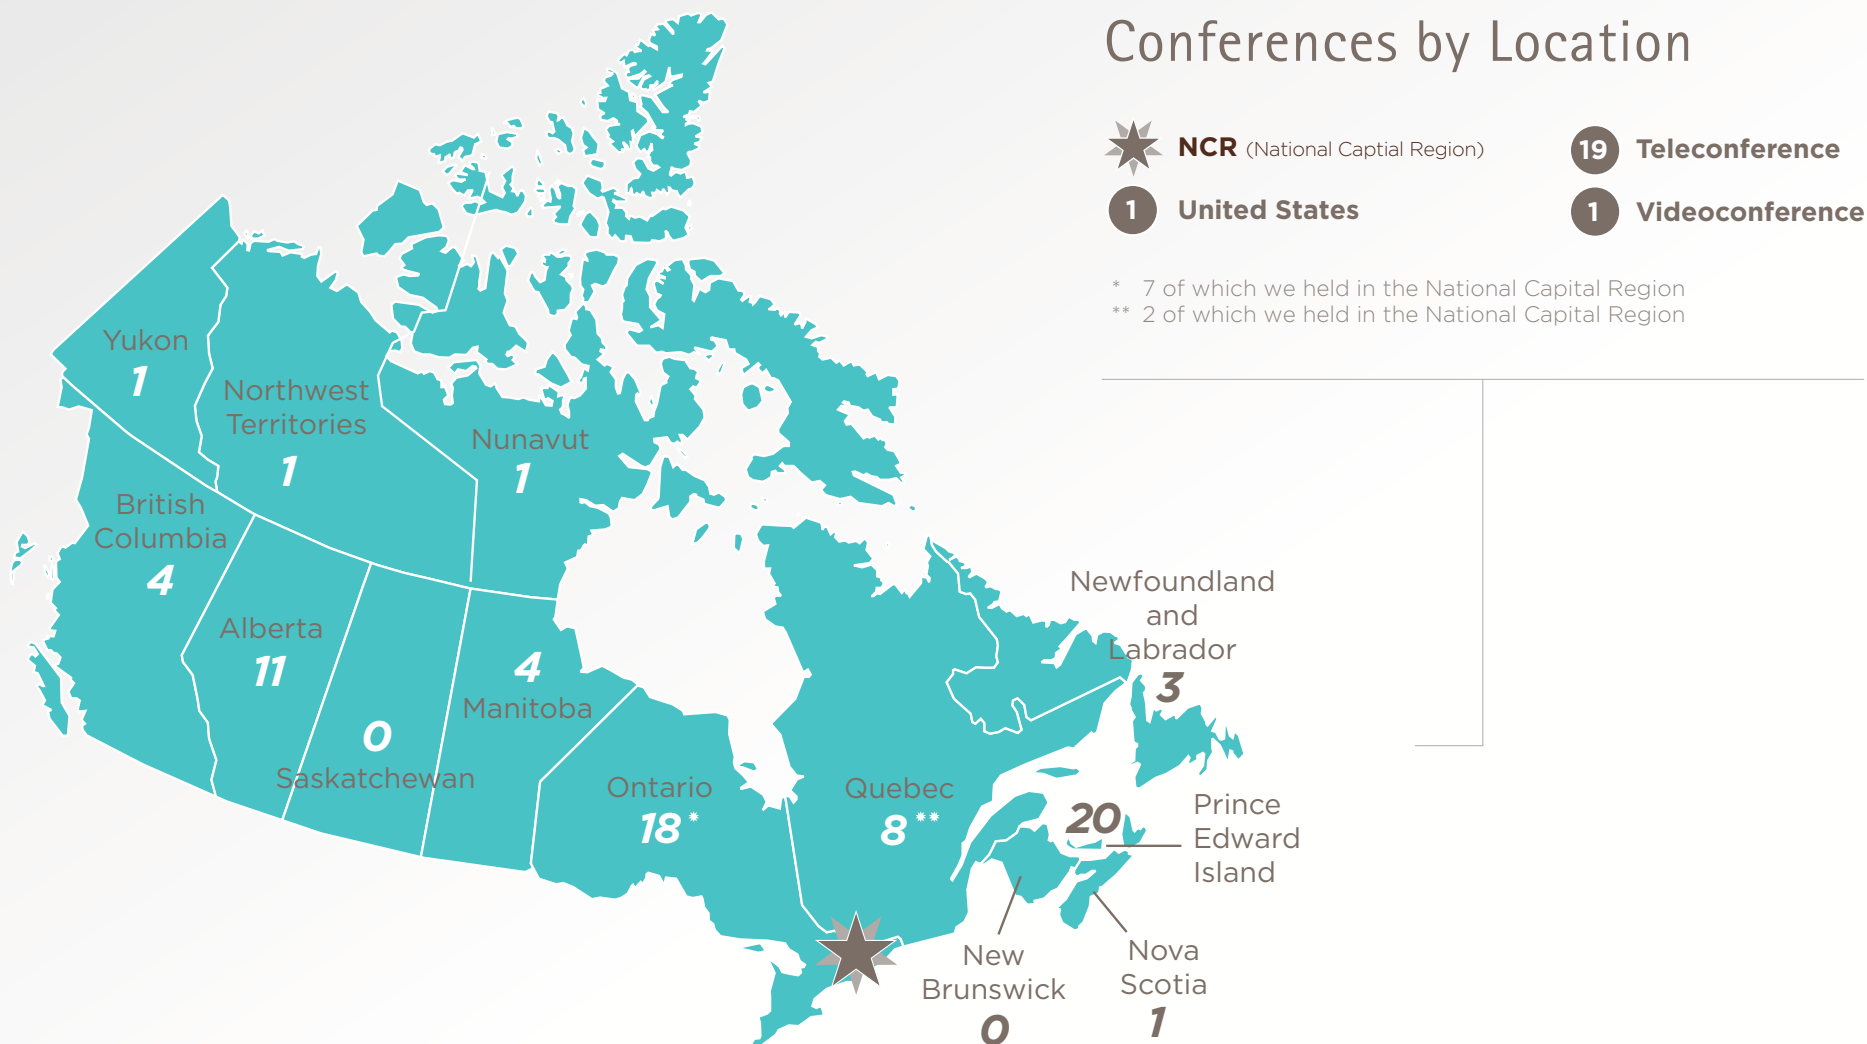 Conferences by Location
NCR (National Captial Region)
19 Teleconference
1 United States
1 Videoconference
* 7 of which we held in the National Capital Region
** 2 of which we held in the National Capital Region
Yukon
1
Northwest
Territories
1
Nunavut
1
British
Columbia
4
Alberta
11
0
Saskatchewan
4
Manitoba
Ontario
18*
Quebec
8**
Newfoundland
and
Labrador
3
20
Prince
Edward
Island
New
Brunswick
0
Nova
Scotia
1